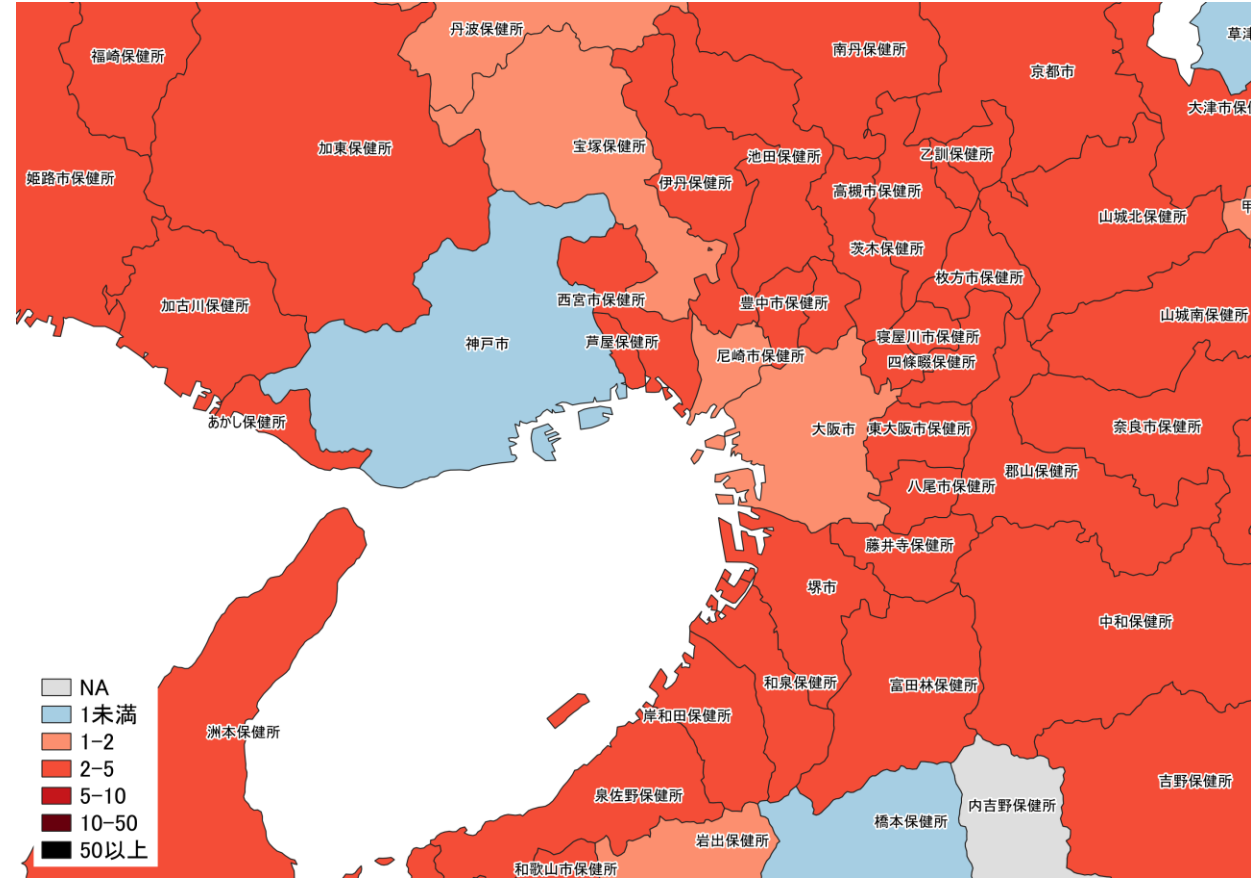 丹波保健所
草津
南丹保健所
福崎保健所
京都市
大津市保健
加東保健所
宝塚保健所
池田保健所
乙訓保健所
姫路市保健所
伊丹保健所
高槻市保健所
甲
山城北保健所
茨木保健所
枚方市保健所
加古川保健所
西宮市保健所
豊中市保健所
山城南保健所
神戸市
芦屋保健所
寝屋川市保健所
尼崎市保健所
四條畷保健所
あかし保健所
大阪市
東大阪市保健所
奈良市保健所
郡山保健所
八尾市保健所
藤井寺保健所
堺市
中和保健所
和泉保健所
富田林保健所
岸和田保健所
洲本保健所
吉野保健所
泉佐野保健所
内吉野保健所
橋本保健所
岩出保健所
和歌山市保健所
NA
1未満
1-2
2-5
5-10
10-50
50以上